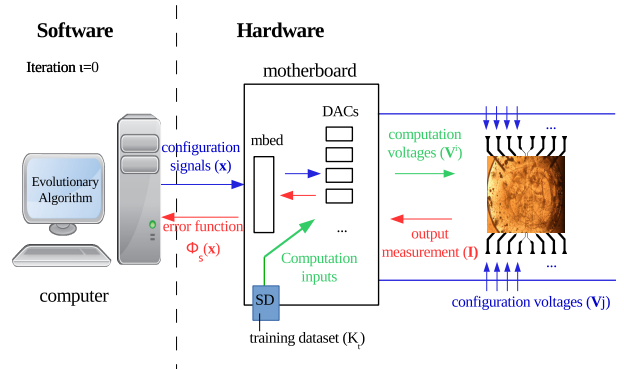 Software
Hardware
Iteration ι=0
motherboard
DACs
mbed
configuration
signals (x)
computation
voltages (Vⁱ)
...
Evolutionary
Algorithm
error function
Φₛ(x)
output
measurement (I)
...
Computation
inputs
...
computer
SD
configuration voltages (Vj)
training dataset (Kₜ)